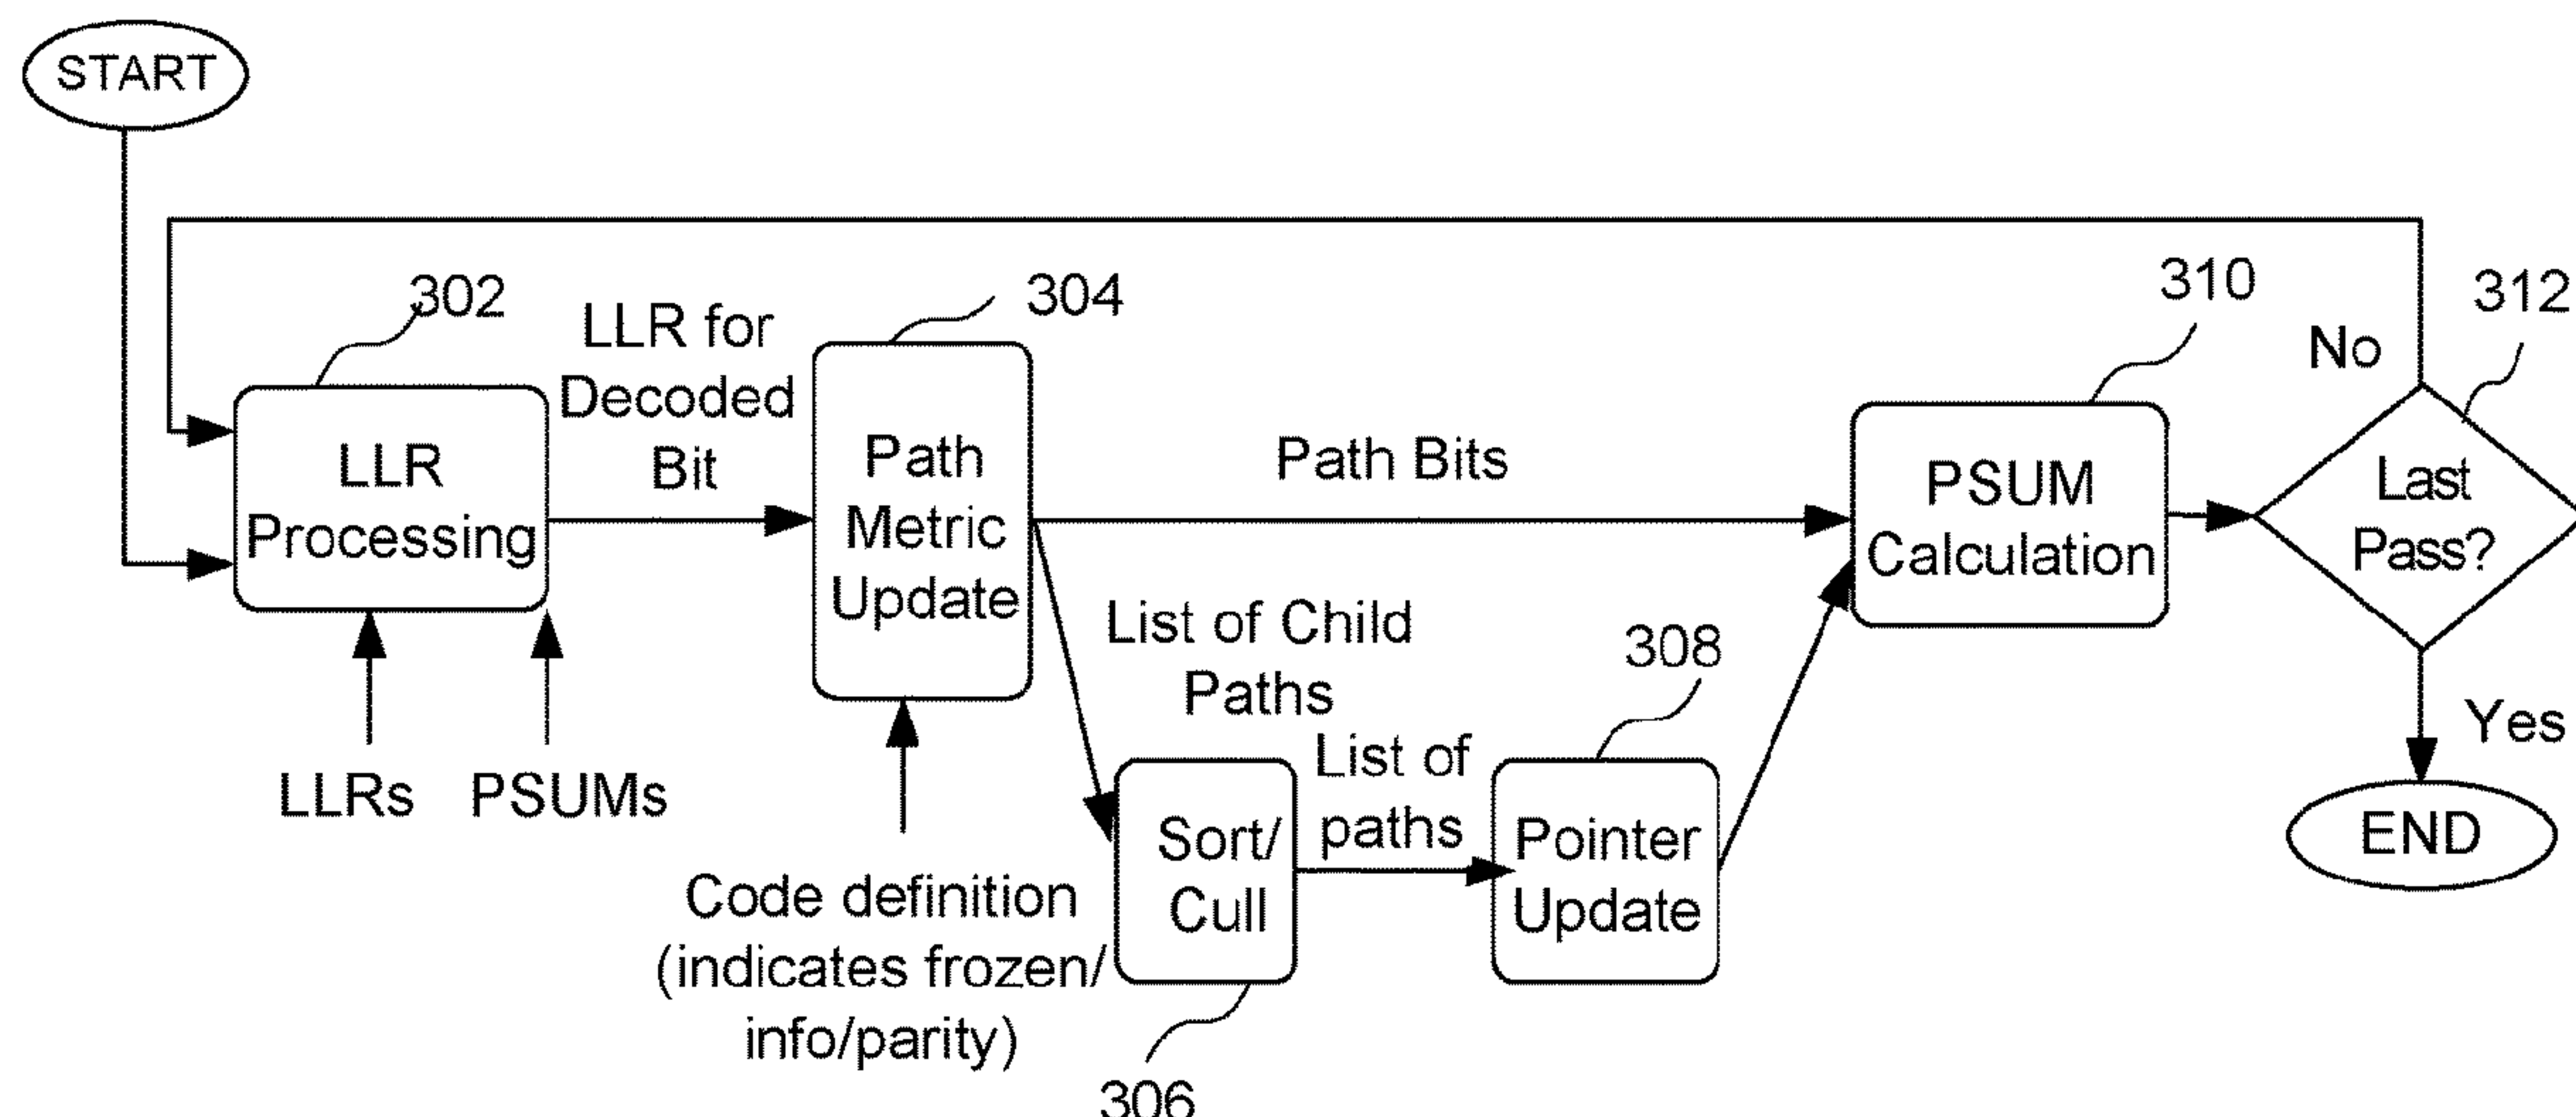 START
302
LLR for
Decoded
Bit
304
310
312
No
LLR
Processing
Path
Metric
Update
Path Bits
PSUM
Calculation
Last
Pass?
List of Child
Paths
308
Yes
LLRs
PSUMs
List of
paths
Sort/
Cull
Pointer
Update
END
Code definition
(indicates frozen/
info/parity)
306